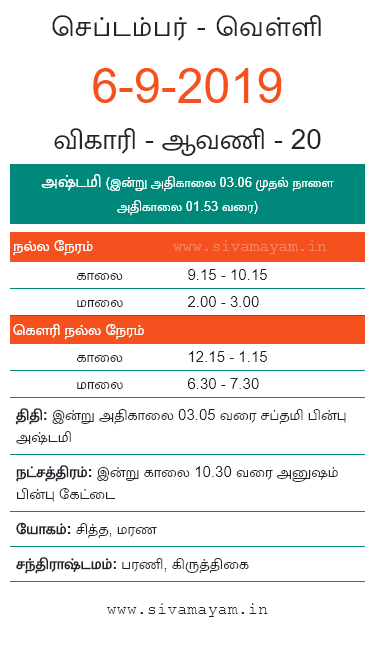 செப்டம்பர் - வெள்ளி
6-9-2019
விகாரி - ஆவணி - 20
அஷ்டமி (இன்று அதிகாலை 03.06 முதல் நாளை
அதிகாலை 01.53 வரை)
நல்ல நேரம் www.sivamayam.in
காலை 9.15 - 10.15
மாலை 2.00 - 3.00
கௌரி நல்ல நேரம்
காலை 12.15 - 1.15
மாலை 6.30 - 7.30
திதி: இன்று அதிகாலை 03.05 வரை சப்தமி பின்பு
அஷ்டமி
நட்சத்திரம்: இன்று காலை 10.30 வரை அனுஷம்
பின்பு கேட்டை
யோகம்: சித்த, மரண
சந்திராஷ்டமம்: பரணி, கிருத்திகை
www.sivamayam.in